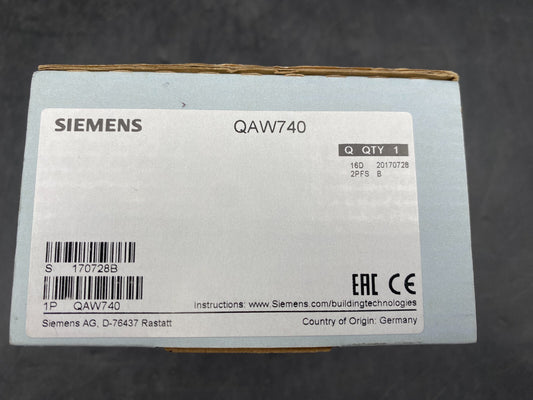 SIEMENS
QAW740
Q QTY 1
16D 20170728
2PFS B
S 170728B
1P QAW740
EAC CE
Instructions: www.Siemens.com/buildingtechnologies
Siemens AG, D-76437 Rastatt
Country of Origin: Germany